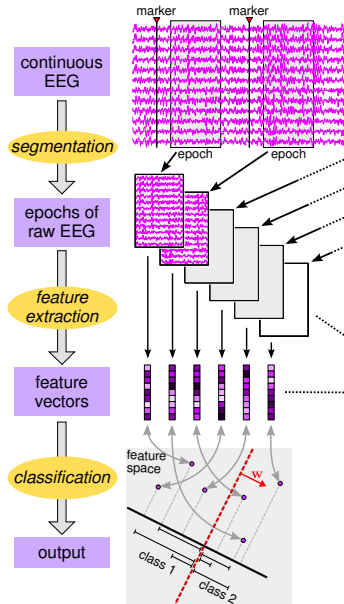 marker
marker
continuous
EEG
segmentation
epoch
epoch
epochs of
raw EEG
feature
extraction
feature
vectors
feature
space
w
classification
class 1
class 2
output